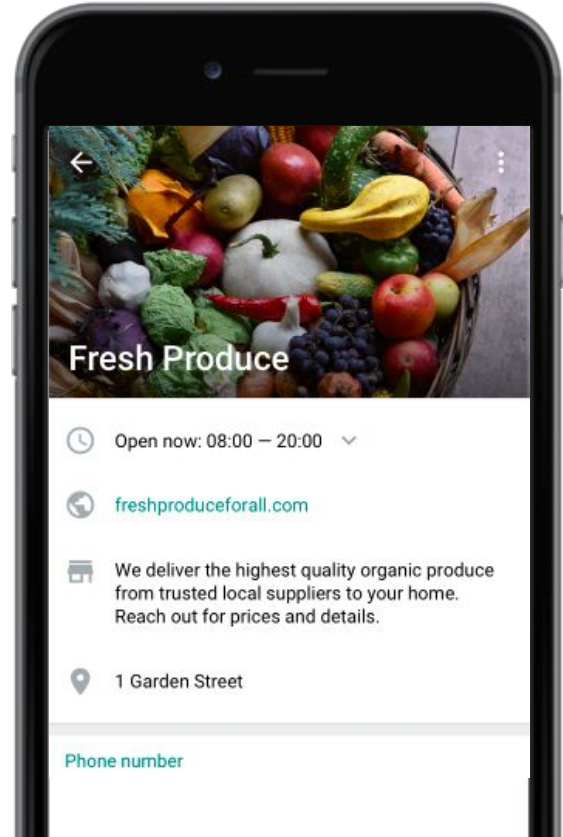 Fresh Produce
Open now: 08:00 — 20:00
freshproduceforall.com
We deliver the highest quality organic produce
from trusted local suppliers to your home.
Reach out for prices and details.
1 Garden Street
Phone number